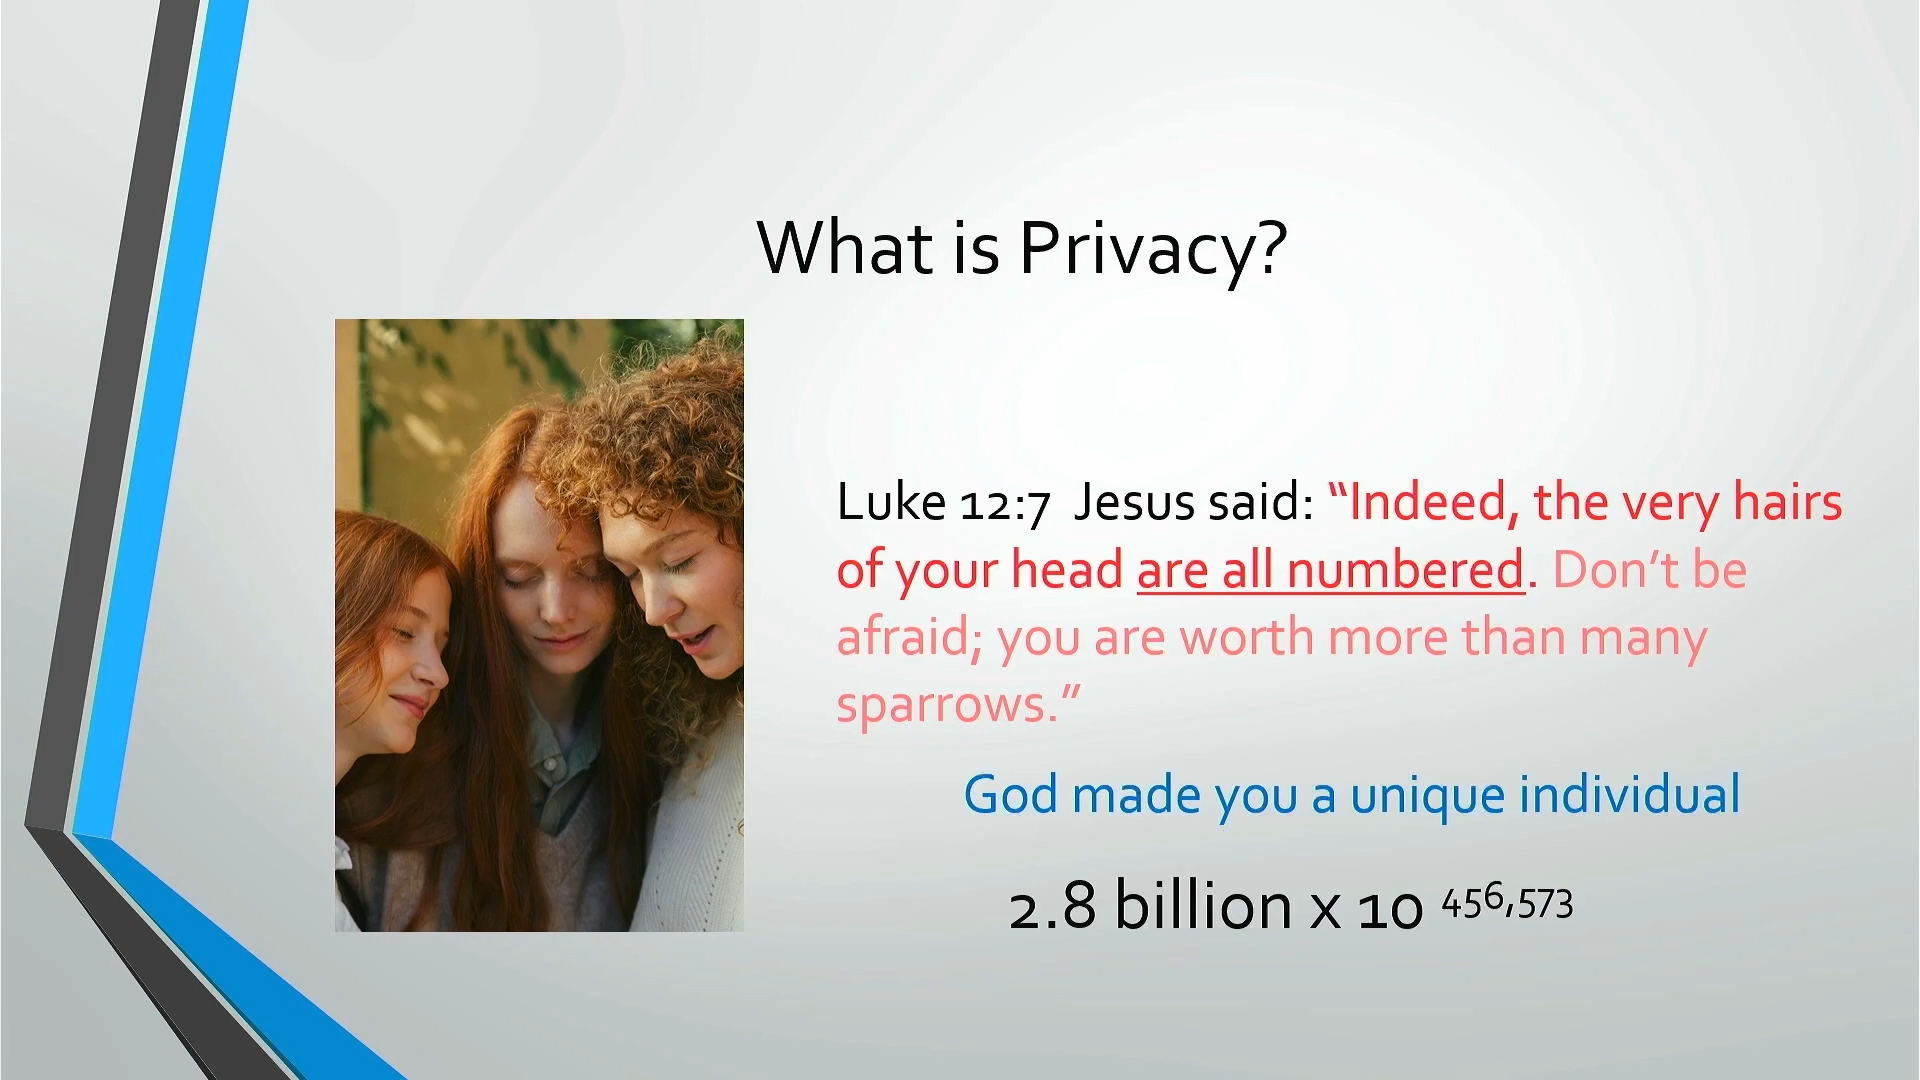 What is Privacy?
Luke 12:7  Jesus said: “Indeed, the very hairs
of your head are all numbered. Don’t be
afraid; you are worth more than many
sparrows.”
God made you a unique individual
2.8 billion x 10 456,573